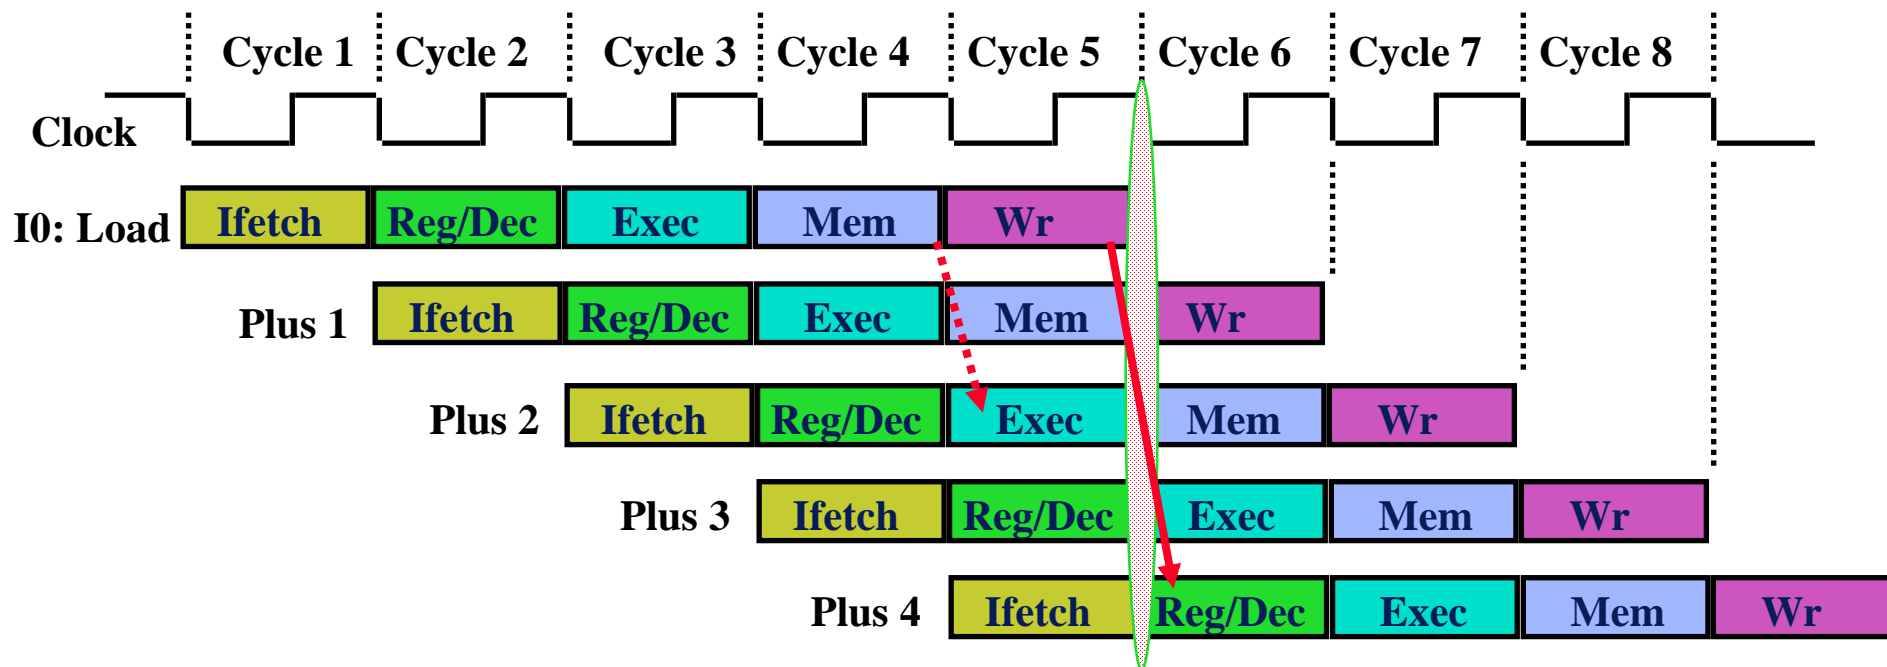 Cycle 1 Cycle 2 Cycle 3 Cycle 4 Cycle 5 Cycle 6 Cycle 7 Cycle 8
Clock
I0: Load Ifetch Reg/Dec Exec Mem Wr
Plus 1 Ifetch Reg/Dec Exec Mem Wr
Plus 2 Ifetch Reg/Dec Exec Mem Wr
Plus 3 Ifetch Reg/Dec Exec Mem Wr
Plus 4 Ifetch Reg/Dec Exec Mem Wr